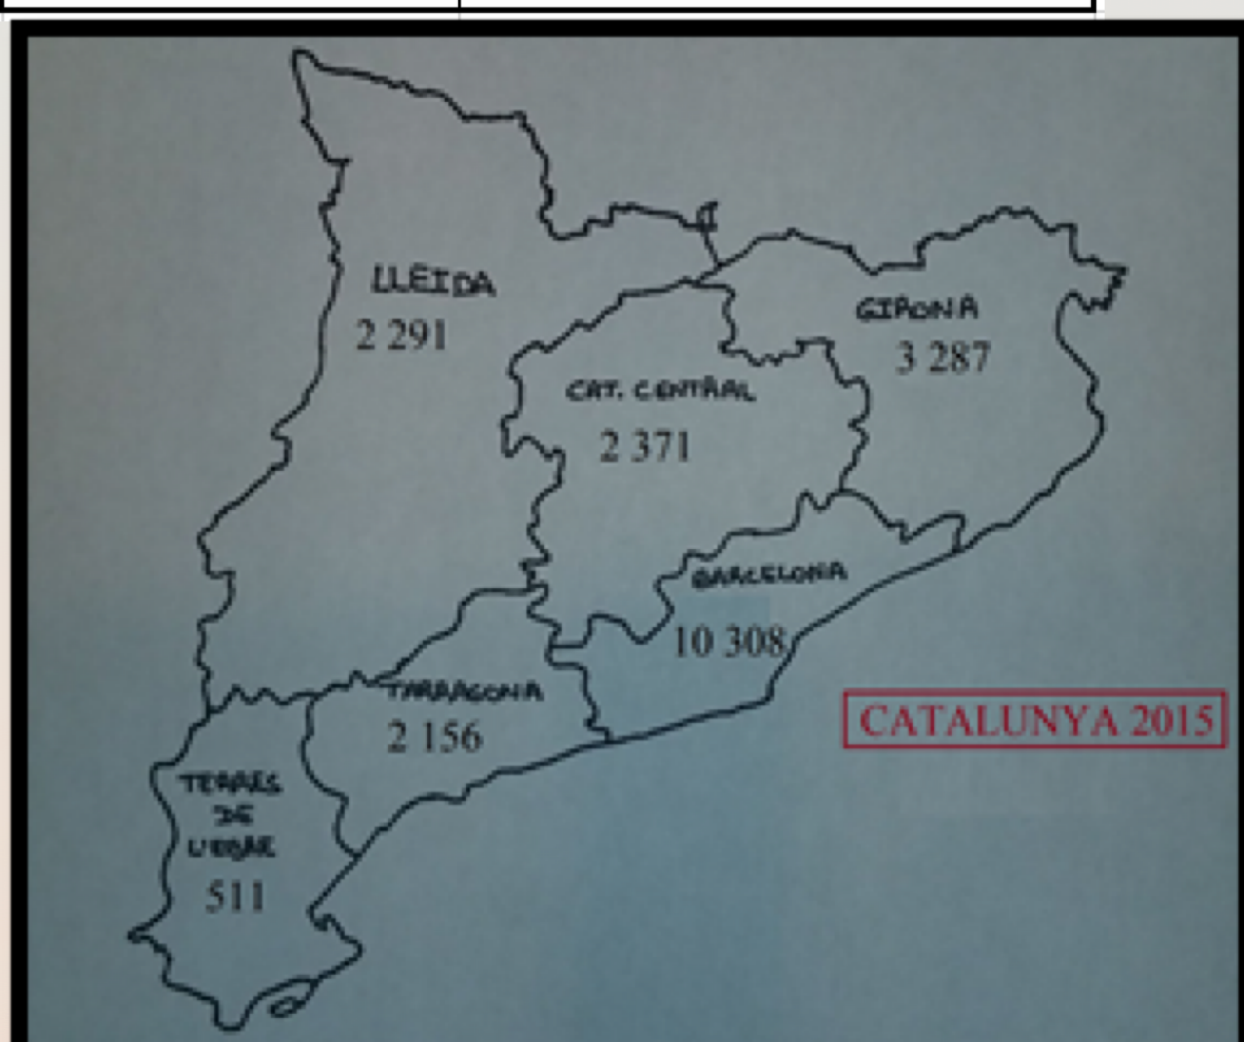 LLEIDA
2 291
GIRONA
3 287
CAT. CENTRAL
2 371
BARCELONA
10 308
TARRAGONA
2 156
CATALUNYA 2015
TERRES
DE
L'EBRE
511